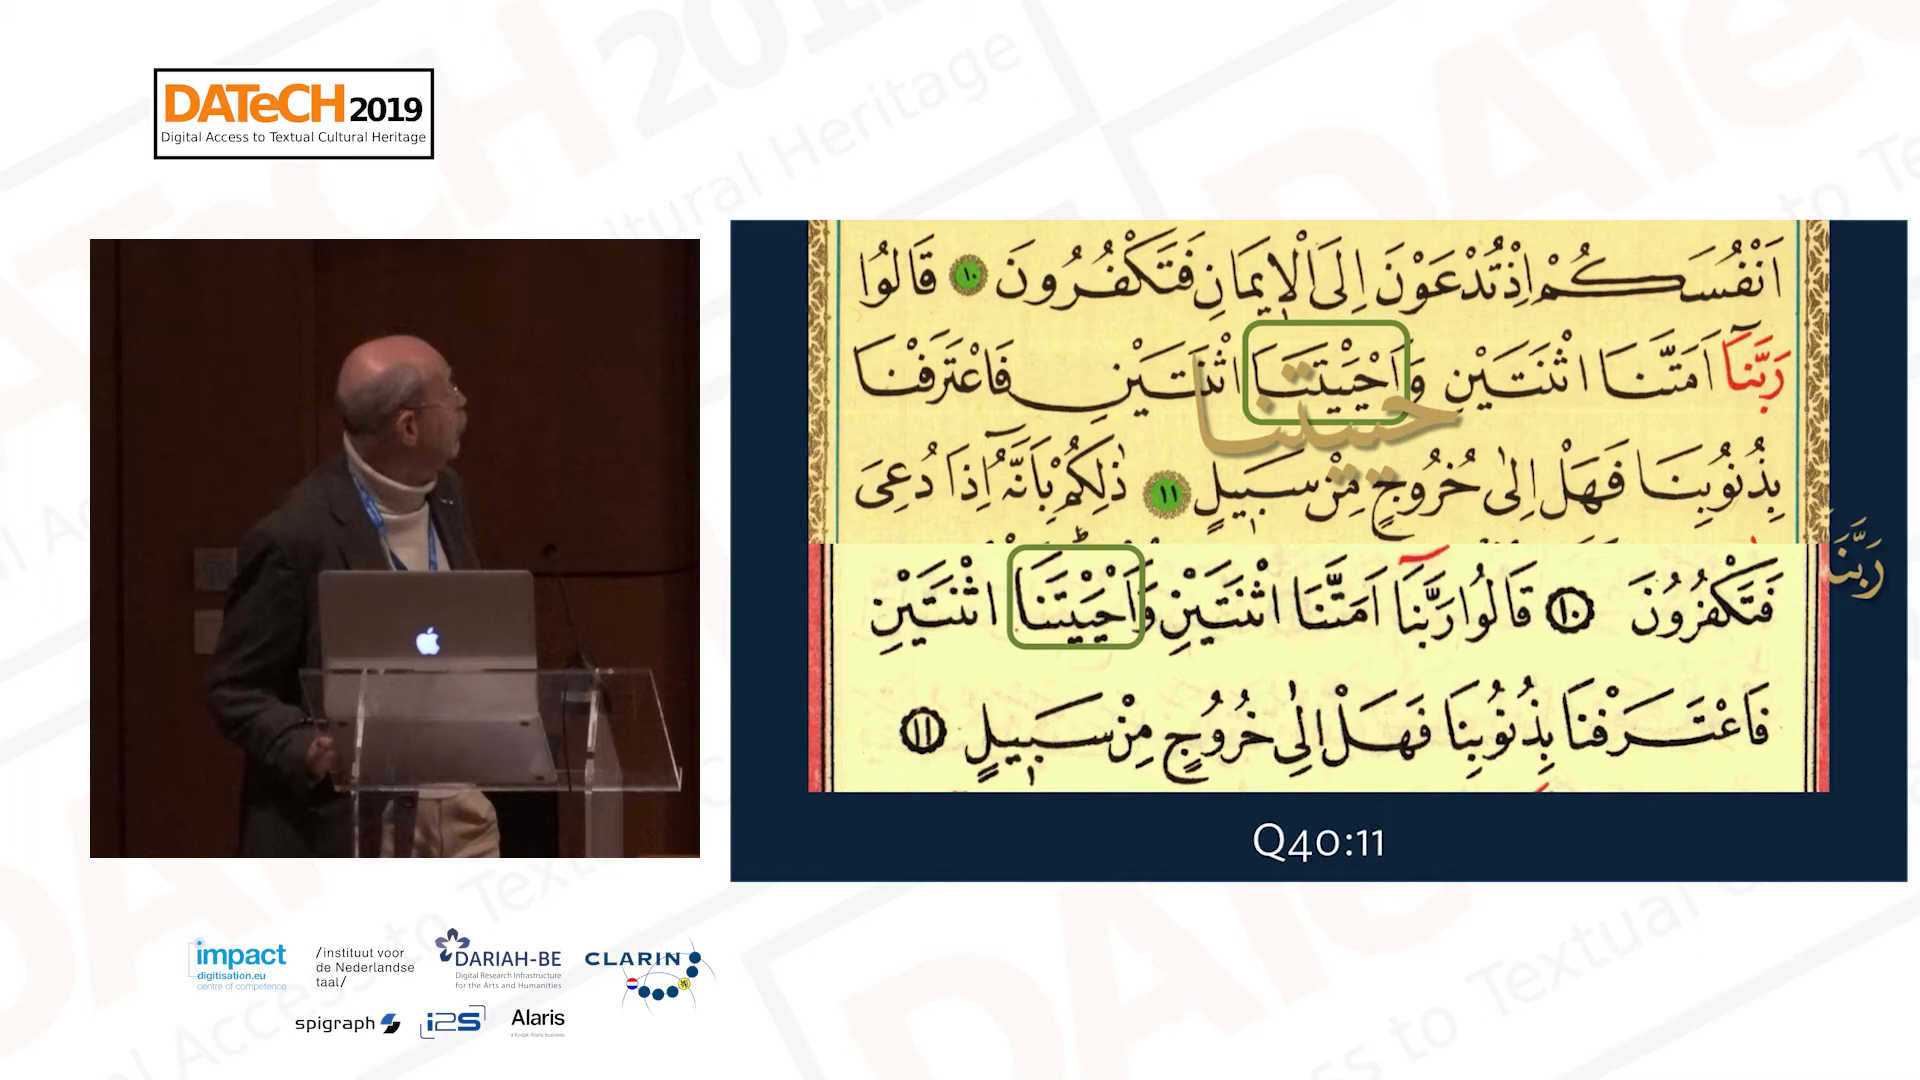 DATeCH 2019
Digital Access to Textual Cultural Heritage
اَنْفُسَكُمْ اِذْ تُدْعَوْنَ اِلَى الْاِيمَانِ فَتَكْفُرُونَ ١٠ قَالُوا
رَبَّنَٓا اَمَتَّنَا اثْنَتَيْنِ وَاَحْيَيْتَنَا اثْنَتَيْنِ فَاعْتَرَفْنَا
حييتنا
بِذُنُوبِنَا فَهَلْ اِلٰى خُرُوجٍ مِنْ سَبِيلٍ ١١ ذٰلِكُمْ بِاَنَّهُٓ اِذَا دُعِىَ
رَبَّنَا
فَتَكْفُرُونَ ١٠ قَالُوا رَبَّنَٓا اَمَتَّنَا اثْنَتَيْنِ وَاَحْيَيْتَنَا اثْنَتَيْنِ
فَاعْتَرَفْنَا بِذُنُوبِنَا فَهَلْ اِلٰى خُرُوجٍ مِنْ سَبِيلٍ ١١
Q40:11
impact
digitisation.eu
centre of competence
/instituut voor
de Nederlandse
taal/
DARIAH-BE
Digital Research Infrastructure
for the Arts and Humanities
CLARIN
spigraph
i2S
Alaris